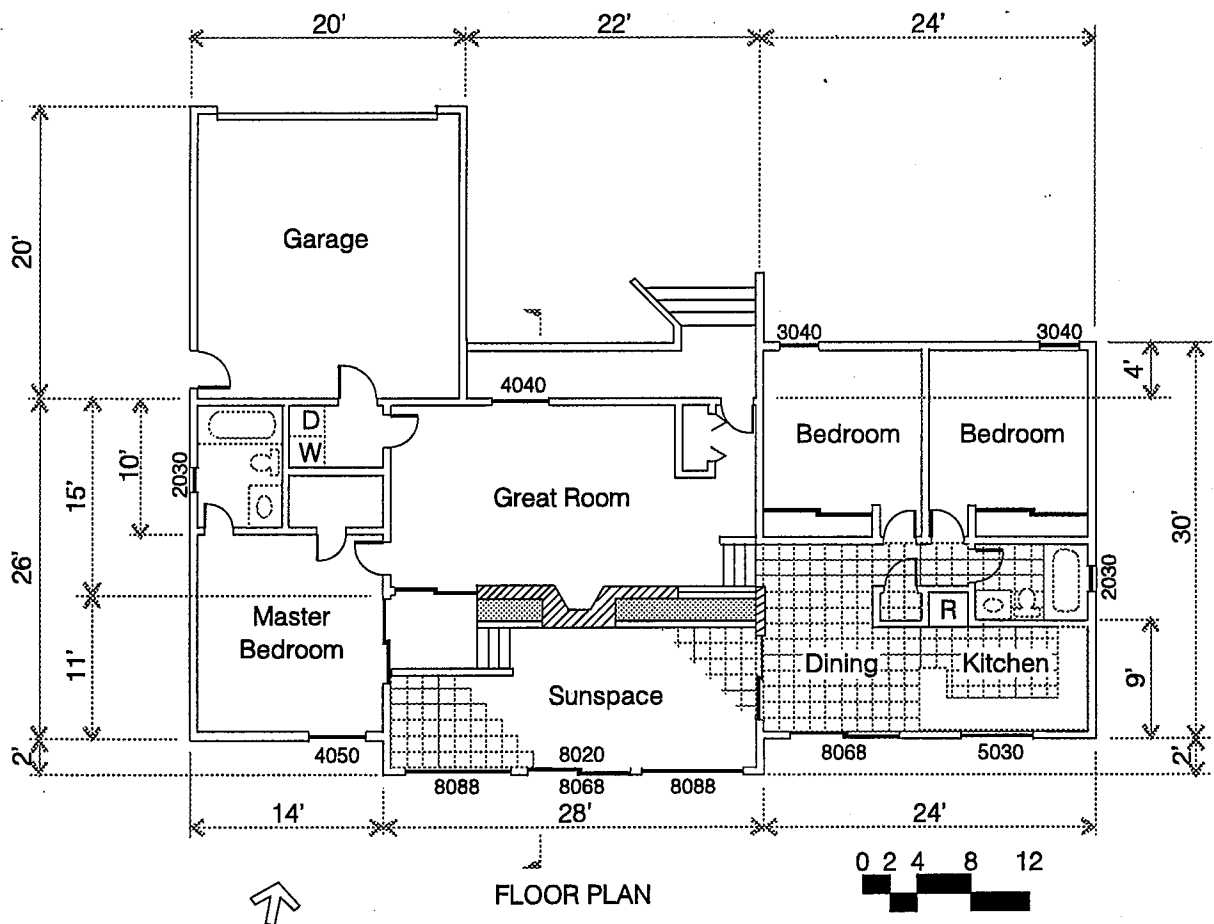 20' 22' 24'
20'
Garage
3040 3040
4'
4040
D
W
Bedroom Bedroom
2030
10'
15'
Great Room
26'
30'
2030
Master
Bedroom
R
11'
Dining Kitchen
9'
Sunspace
2'
4050
8020
8088 8068 8088
8068 5030
2'
14' 28' 24'
0 2 4 8 12
FLOOR PLAN